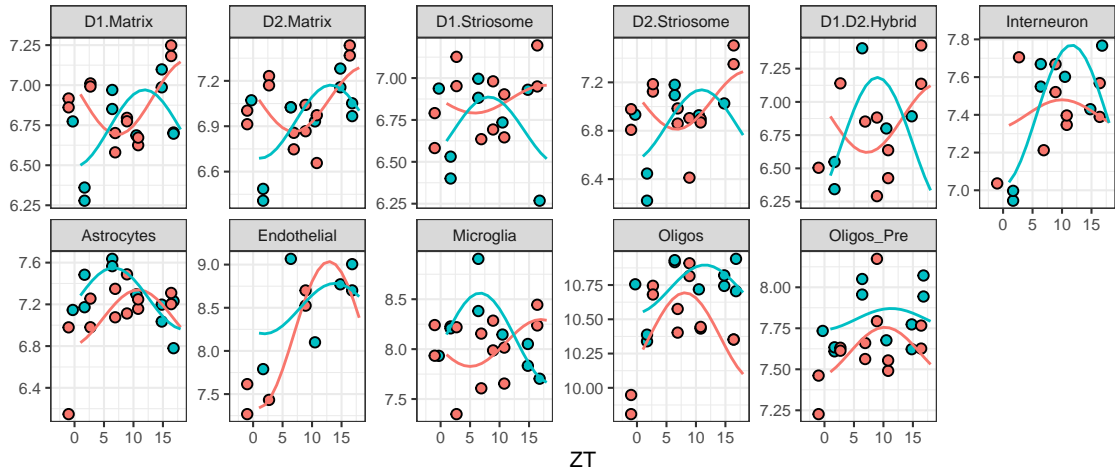 D1.Matrix
D2.Matrix
D1.Striosome
D2.Striosome
D1.D2.Hybrid
Interneuron
7.25
7.00
6.75
6.50
6.25
7.2
6.9
6.6
7.00
6.75
6.50
6.25
7.2
6.8
6.4
7.25
7.00
6.75
6.50
6.25
7.8
7.6
7.4
7.2
7.0
0 5 10 15
Astrocytes
Endothelial
Microglia
Oligos
Oligos_Pre
7.6
7.2
6.8
6.4
9.0
8.5
8.0
7.5
8.5
8.0
7.5
10.75
10.50
10.25
10.00
8.00
7.75
7.50
7.25
0 5 10 15
0 5 10 15
0 5 10 15
0 5 10 15
0 5 10 15
ZT